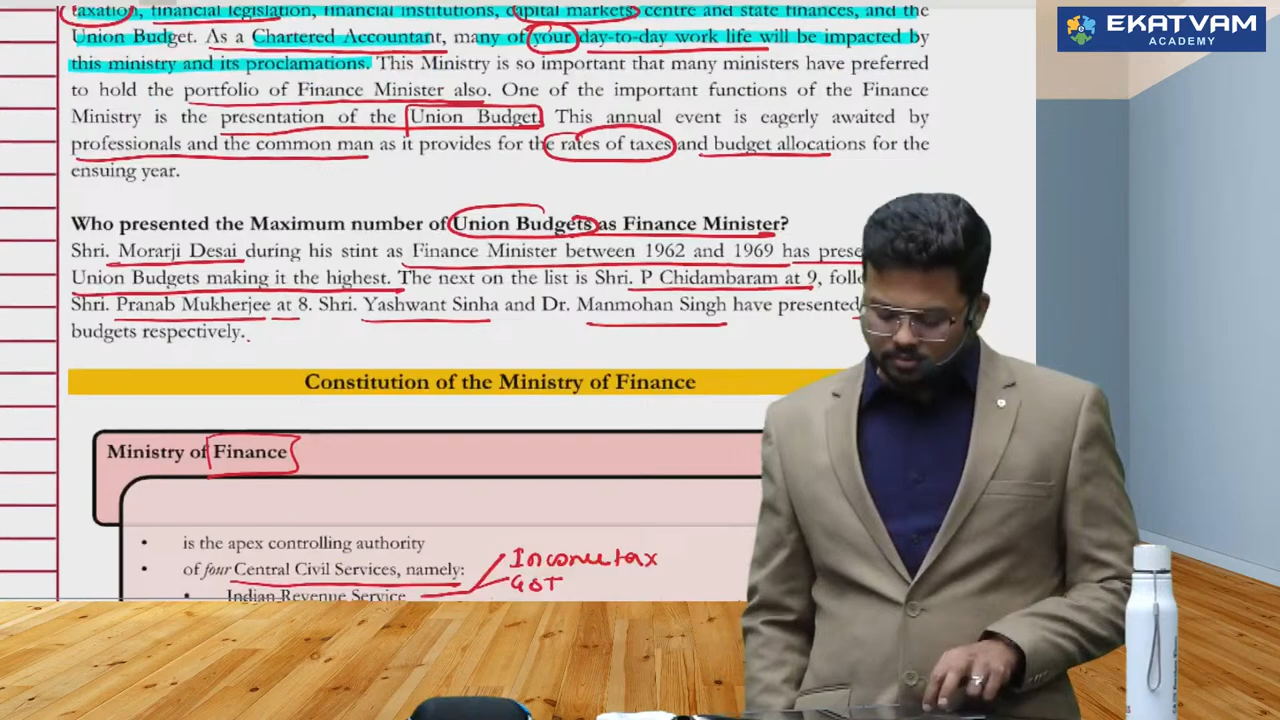 taxation, financial legislation, financial institutions, capital markets, centre and state finances, and the
EKATVAM
ACADEMY
Union Budget. As a Chartered Accountant, many of your day-to-day work life will be impacted by
this ministry and its proclamations. This Ministry is so important that many ministers have preferred
to hold the portfolio of Finance Minister also. One of the important functions of the Finance
Ministry is the presentation of the Union Budget. This annual event is eagerly awaited by
professionals and the common man as it provides for the rates of taxes and budget allocations for the
ensuing year.
Who presented the Maximum number of Union Budgets as Finance Minister?
Shri. Morarji Desai during his stint as Finance Minister between 1962 and 1969 has prese
Union Budgets making it the highest. The next on the list is Shri. P Chidambaram at 9, follo
Shri. Pranab Mukherjee at 8. Shri. Yashwant Sinha and Dr. Manmohan Singh have presented
budgets respectively.
Constitution of the Ministry of Finance
Ministry of Finance
• is the apex controlling authority
• of four Central Civil Services, namely:
Income tax
GST
▪ Indian Revenue Service